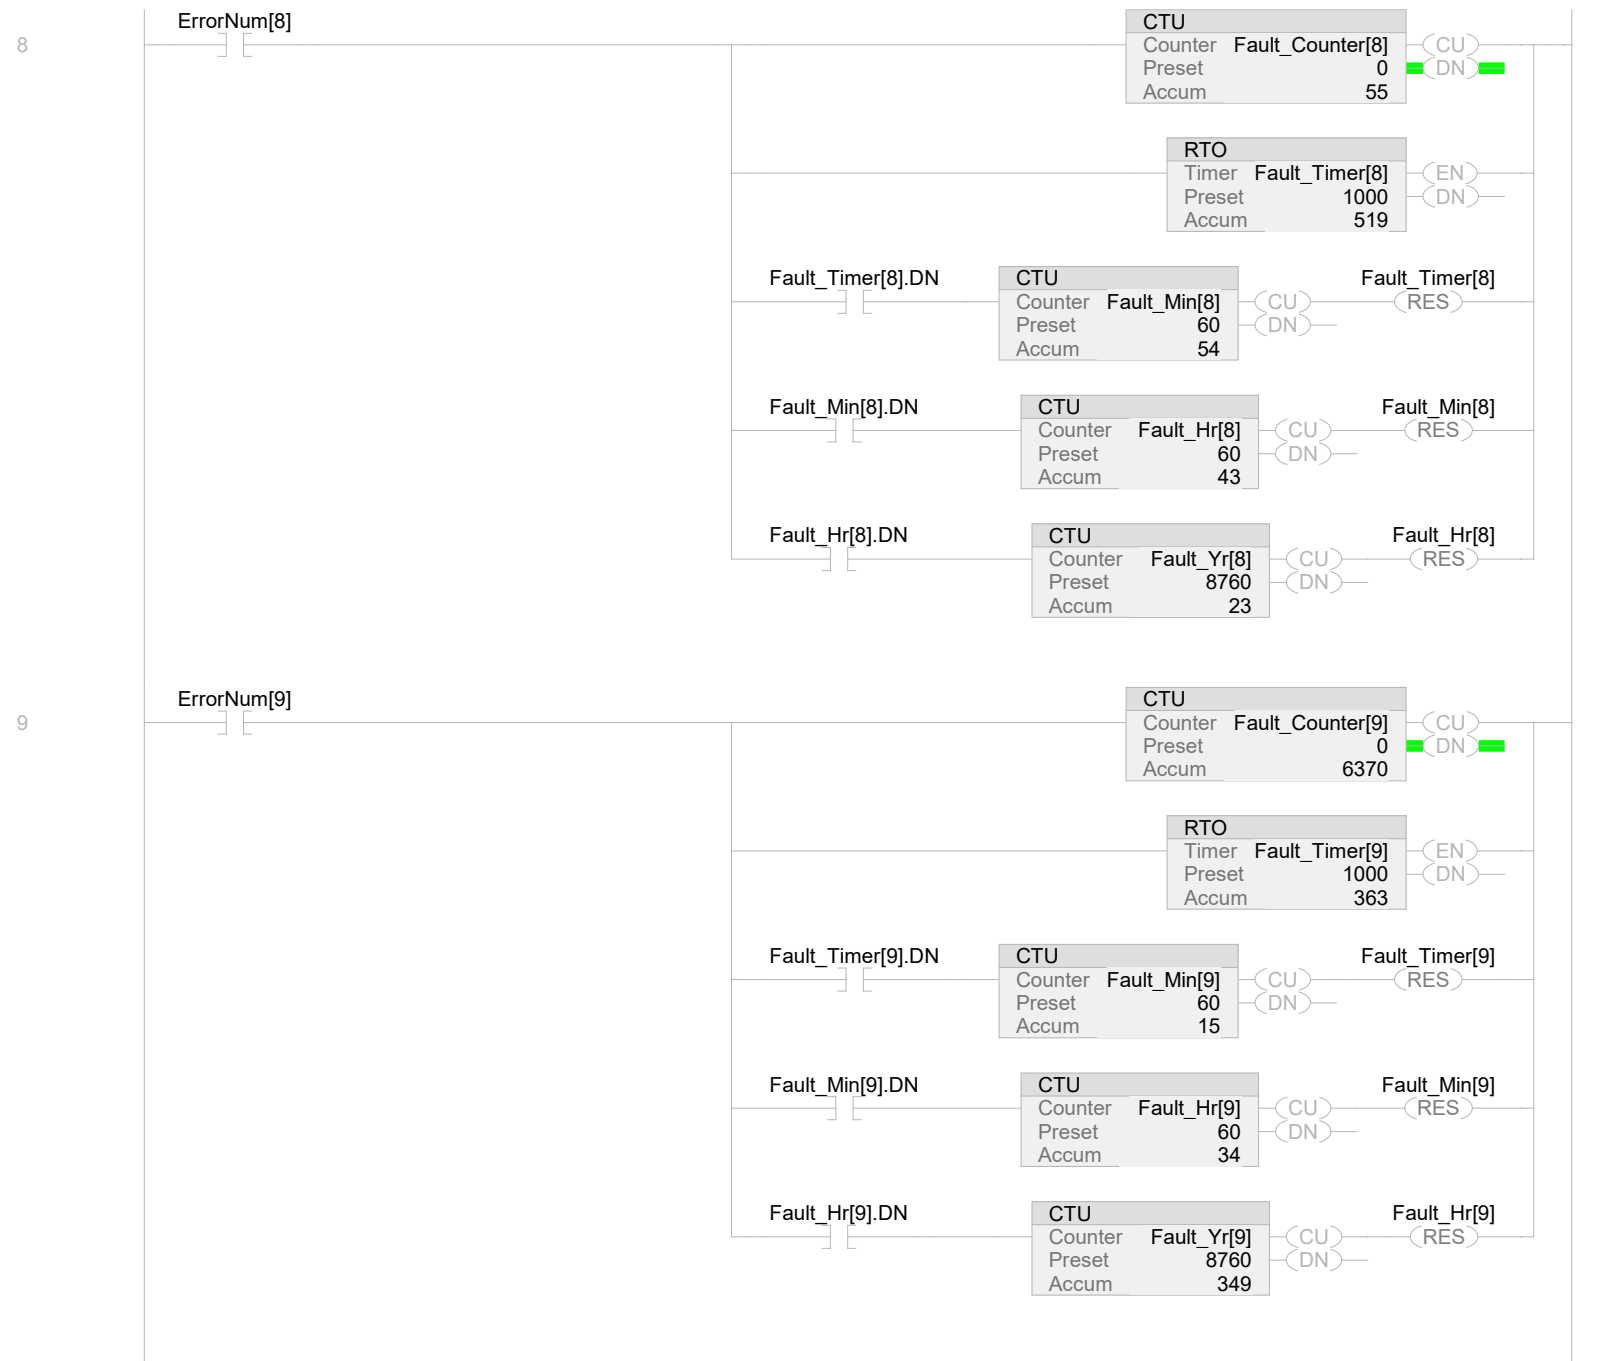 ErrorNum[8]
8
CTU
Counter Fault_Counter[8] CU
Preset 0 DN
Accum 55
RTO
Timer Fault_Timer[8] EN
Preset 1000 DN
Accum 519
Fault_Timer[8].DN CTU Fault_Timer[8]
Counter Fault_Min[8] CU RES
Preset 60 DN
Accum 54
Fault_Min[8].DN CTU Fault_Min[8]
Counter Fault_Hr[8] CU RES
Preset 60 DN
Accum 43
Fault_Hr[8].DN CTU Fault_Hr[8]
Counter Fault_Yr[8] CU RES
Preset 8760 DN
Accum 23
ErrorNum[9]
9
CTU
Counter Fault_Counter[9] CU
Preset 0 DN
Accum 6370
RTO
Timer Fault_Timer[9] EN
Preset 1000 DN
Accum 363
Fault_Timer[9].DN CTU Fault_Timer[9]
Counter Fault_Min[9] CU RES
Preset 60 DN
Accum 15
Fault_Min[9].DN CTU Fault_Min[9]
Counter Fault_Hr[9] CU RES
Preset 60 DN
Accum 34
Fault_Hr[9].DN CTU Fault_Hr[9]
Counter Fault_Yr[9] CU RES
Preset 8760 DN
Accum 349